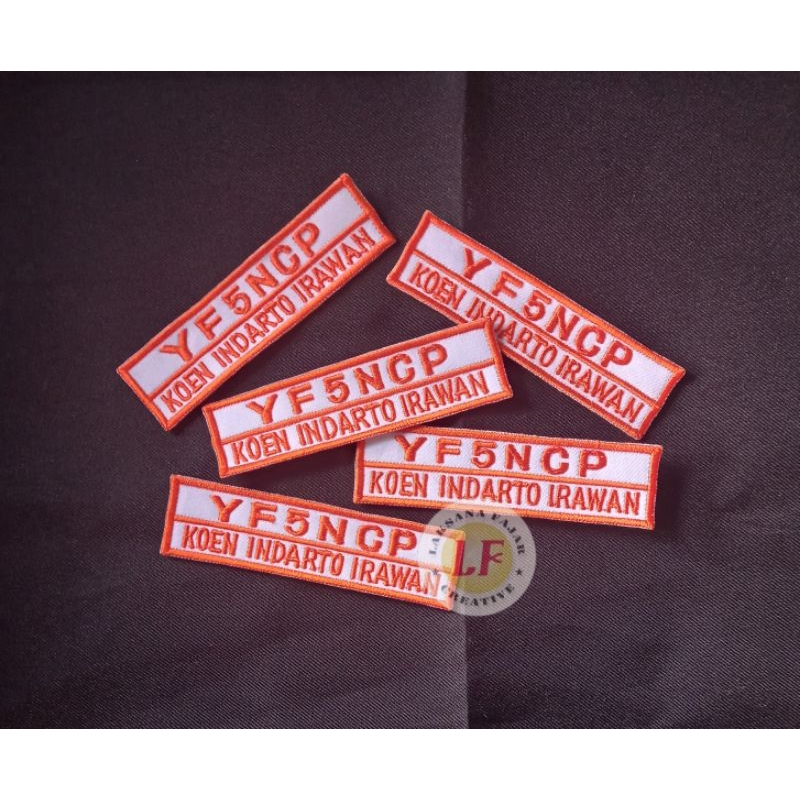 YF5NCP
KOEN INDARTO IRAWAN
YF5NCP
KOEN INDARTO IRAWAN
YF5NCP
KOEN INDARTO IRAWAN
YF5NCP
KOEN INDARTO IRAWAN
YF5NCP
KOEN INDARTO IRAWAN
LAKSANA FAJAR
LF
CREATIVE